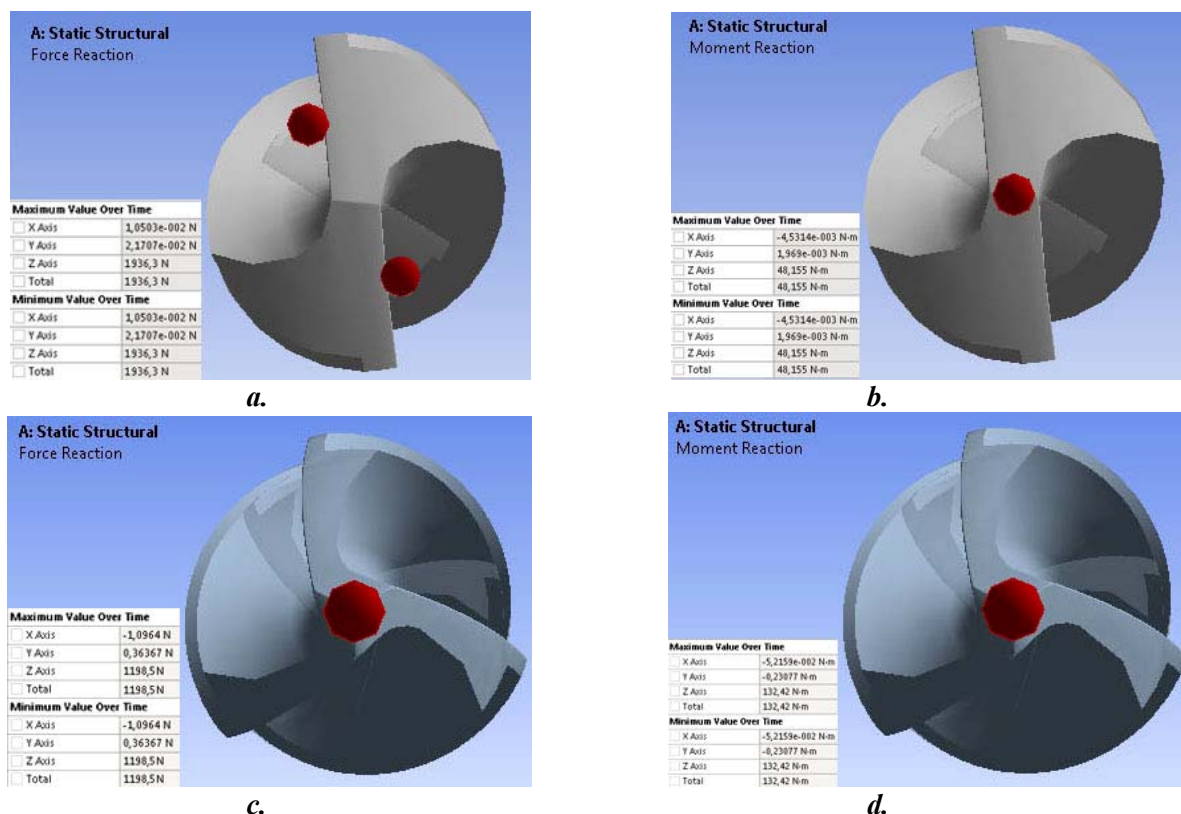 A: Static Structural
Force Reaction
Maximum Value Over Time
X Axis 1,0503e-002 N
Y Axis 2,1707e-002 N
Z Axis 1936,3 N
Total 1936,3 N
Minimum Value Over Time
X Axis 1,0503e-002 N
Y Axis 2,1707e-002 N
Z Axis 1936,3 N
Total 1936,3 N
a.
A: Static Structural
Moment Reaction
Maximum Value Over Time
X Axis -4,5314e-003 N·m
Y Axis 1,969e-003 N·m
Z Axis 48,155 N·m
Total 48,155 N·m
Minimum Value Over Time
X Axis -4,5314e-003 N·m
Y Axis 1,969e-003 N·m
Z Axis 48,155 N·m
Total 48,155 N·m
b.
A: Static Structural
Force Reaction
Maximum Value Over Time
X Axis -1,0964 N
Y Axis 0,36367 N
Z Axis 1198,5N
Total 1198,5N
Minimum Value Over Time
X Axis -1,0964 N
Y Axis 0,36367 N
Z Axis 1198,5N
Total 1198,5N
c.
A: Static Structural
Moment Reaction
Maximum Value Over Time
X Axis -5,2159e-002 N·m
Y Axis -0,23077 N·m
Z Axis 132,42 N·m
Total 132,42 N·m
Minimum Value Over Time
X Axis -5,2159e-002 N·m
Y Axis -0,23077 N·m
Z Axis 132,42 N·m
Total 132,42 N·m
d.